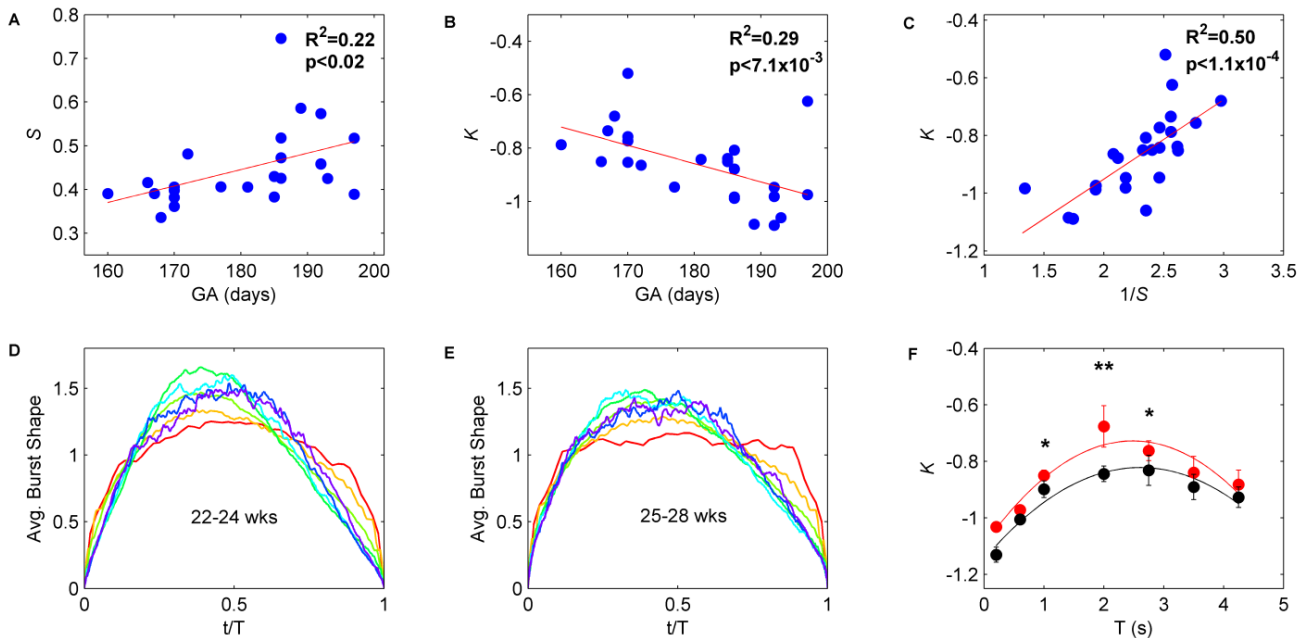 A
R²=0.22
p<0.02
S
0.8
0.7
0.6
0.5
0.4
0.3
160 170 180 190 200
GA (days)
B
R²=0.29
p<7.1x10⁻³
K
-0.4
-0.6
-0.8
-1
160 170 180 190 200
GA (days)
C
R²=0.50
p<1.1x10⁻⁴
K
-0.4
-0.6
-0.8
-1
-1.2
1 1.5 2 2.5 3 3.5
1/S
D
Avg. Burst Shape
1.5
1
0.5
0
22-24 wks
0 0.5 1
t/T
E
Avg. Burst Shape
1.5
1
0.5
0
25-28 wks
0 0.5 1
t/T
F
K
-0.4
-0.6
-0.8
-1
-1.2
*
**
*
0 1 2 3 4 5
T (s)